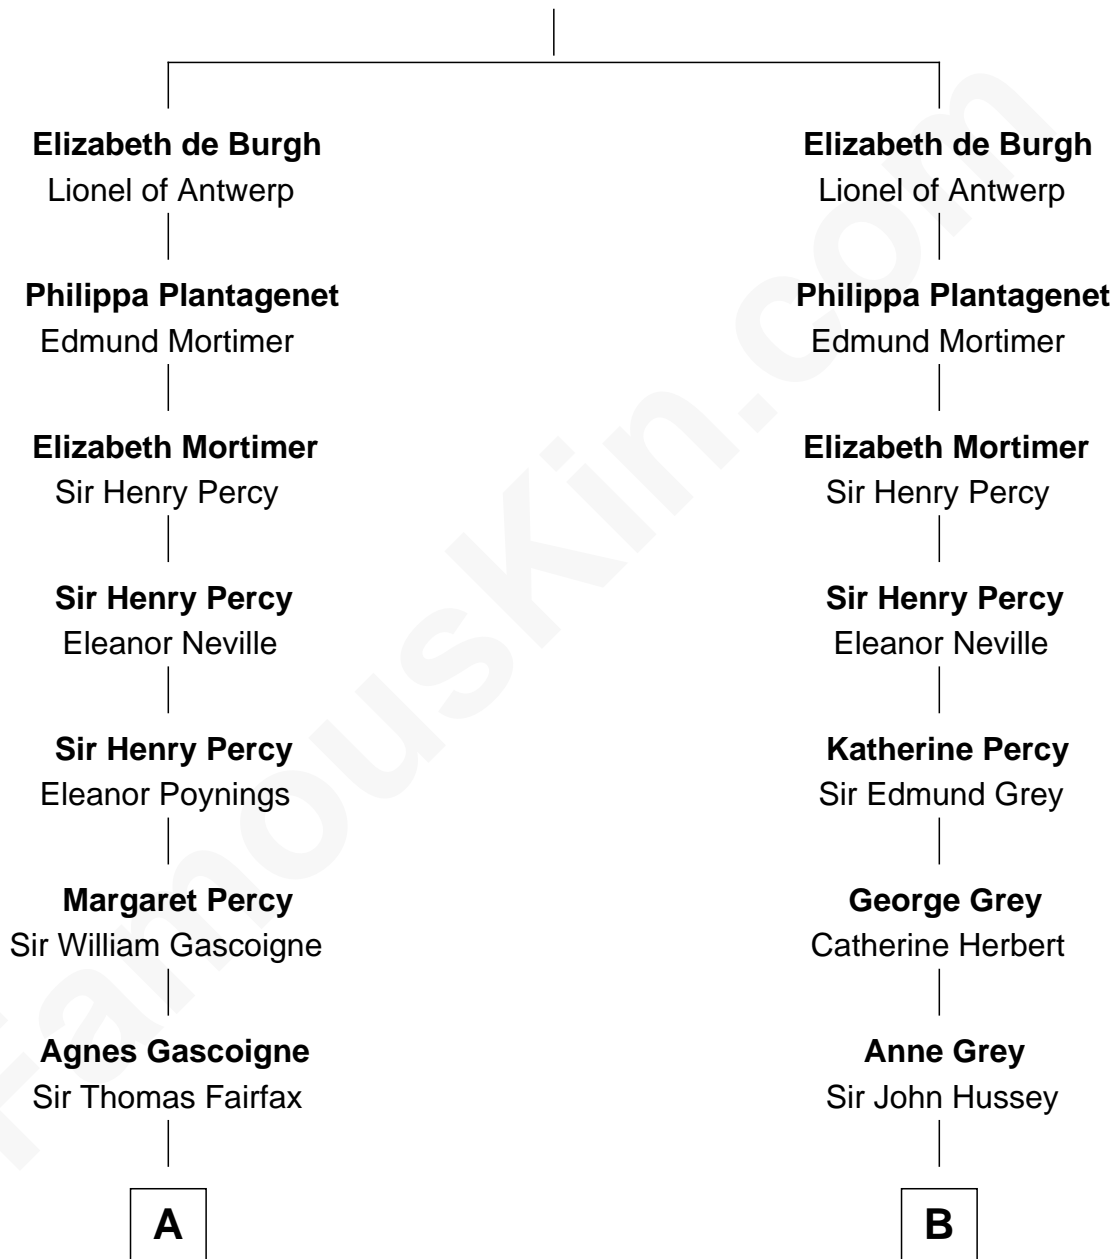 Elizabeth de Burgh
Lionel of Antwerp
Philippa Plantagenet
Edmund Mortimer
Elizabeth Mortimer
Sir Henry Percy
Sir Henry Percy
Eleanor Neville
Sir Henry Percy
Eleanor Poynings
Margaret Percy
Sir William Gascoigne
Agnes Gascoigne
Sir Thomas Fairfax
A
Elizabeth de Burgh
Lionel of Antwerp
Philippa Plantagenet
Edmund Mortimer
Elizabeth Mortimer
Sir Henry Percy
Sir Henry Percy
Eleanor Neville
Katherine Percy
Sir Edmund Grey
George Grey
Catherine Herbert
Anne Grey
Sir John Hussey
B
FamousKin.com